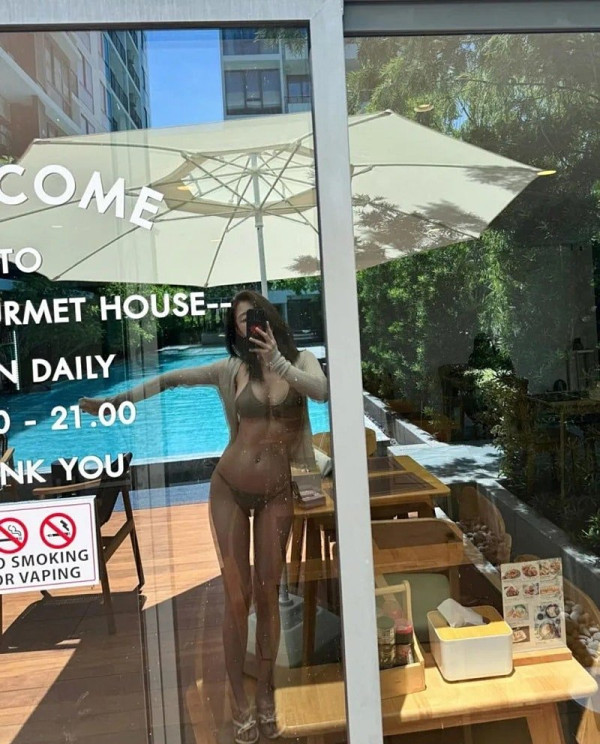 COME
TO
URMET HOUSE--
N DAILY
0 - 21.00
NK YOU
O SMOKING
OR VAPING